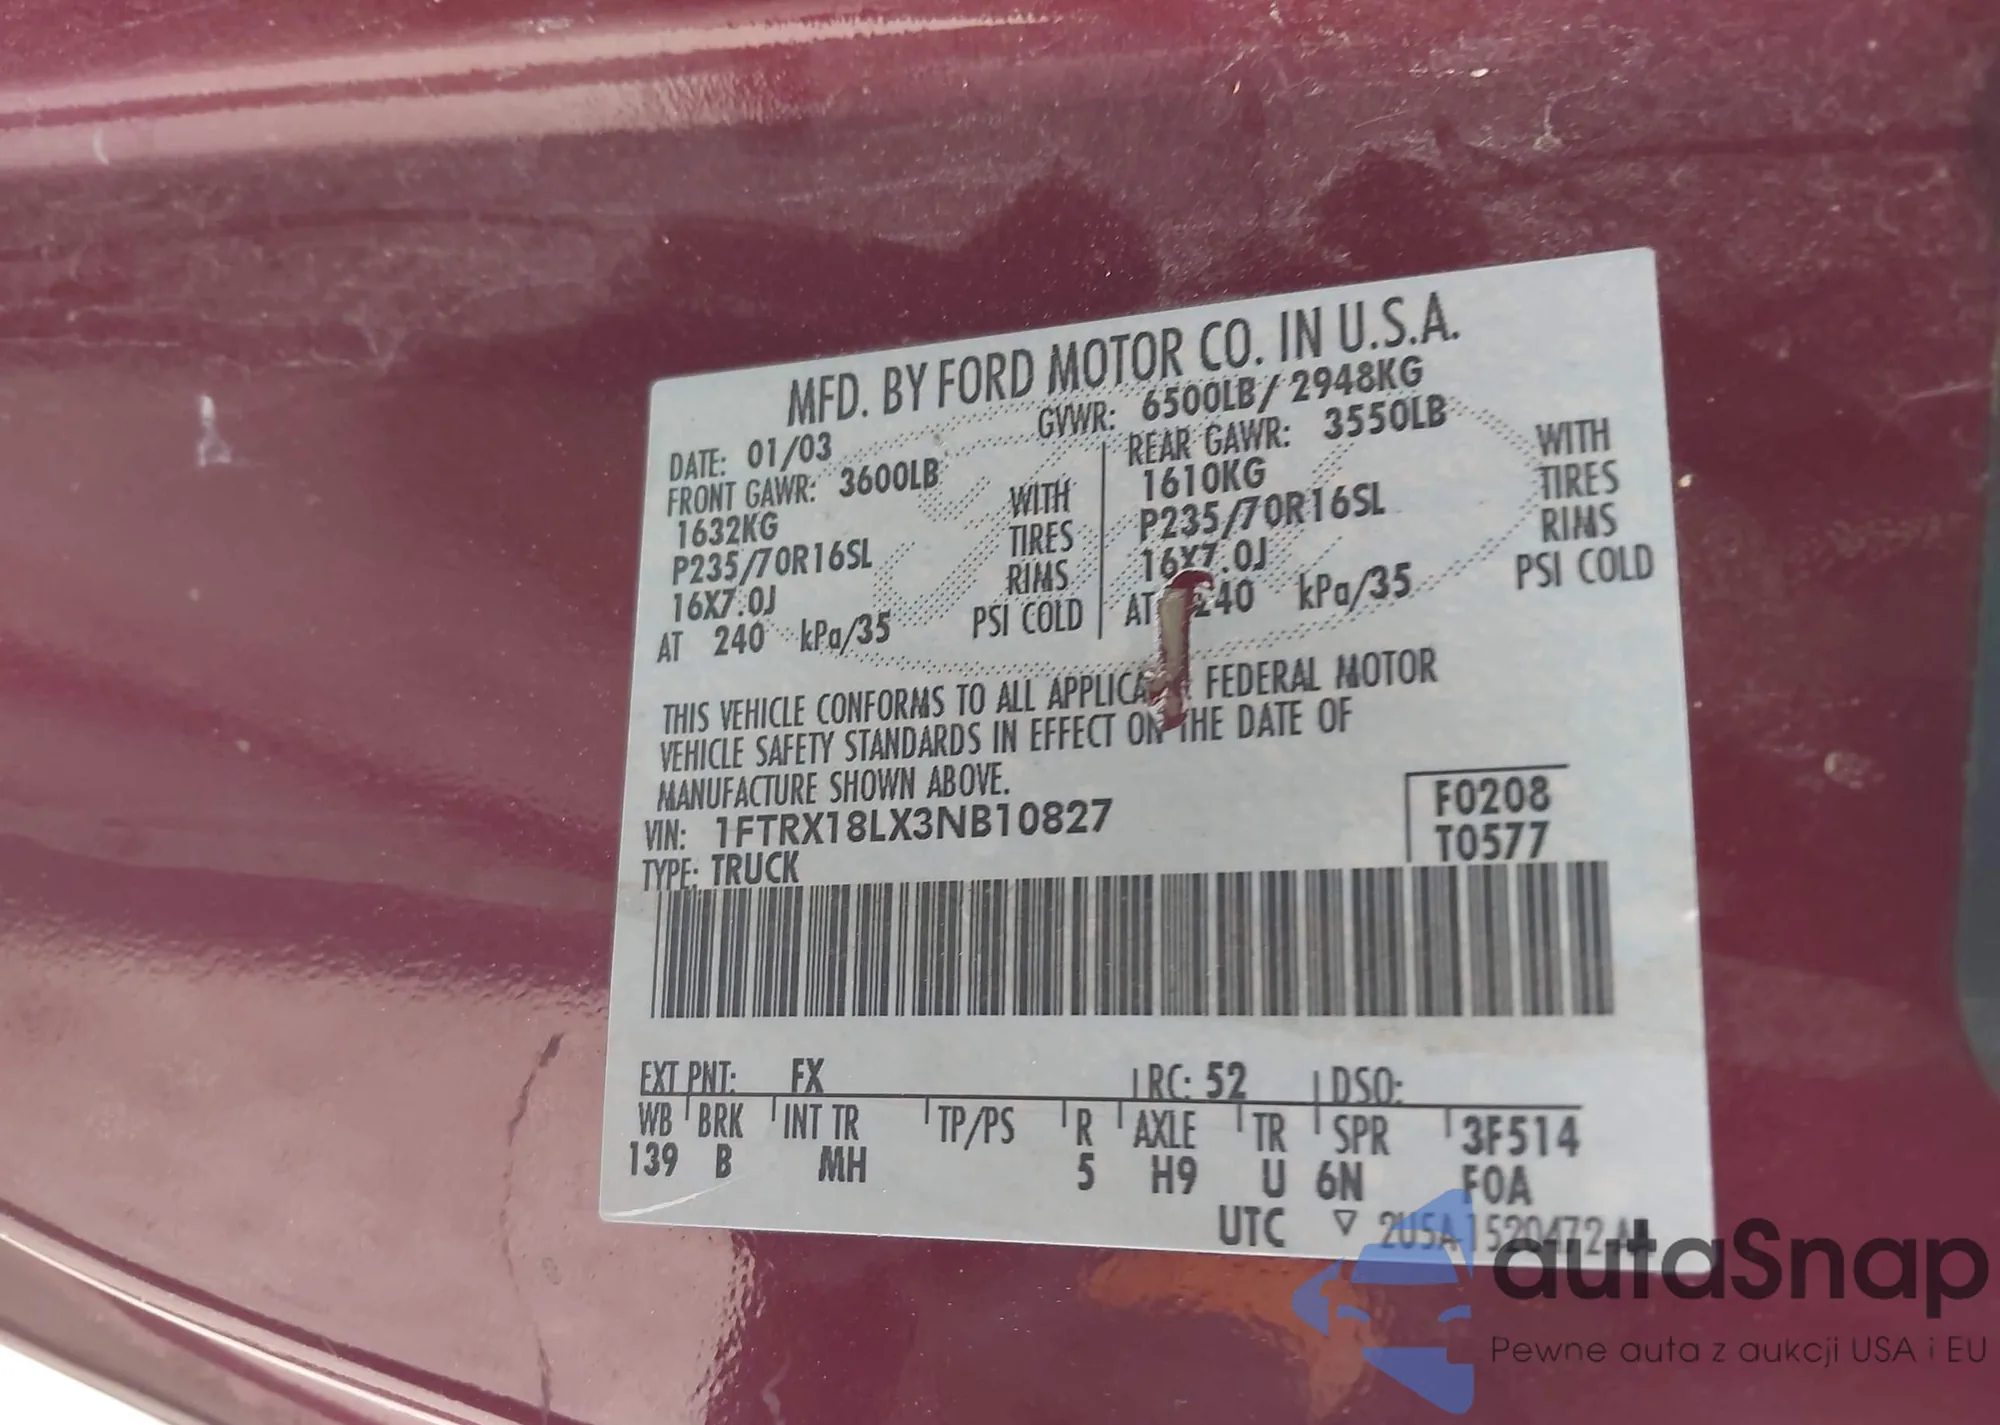 MFD. BY FORD MOTOR CO. IN U.S.A.
DATE: 01/03 GVWR: 6500LB/ 2948KG
FRONT GAWR: 3600LB REAR GAWR: 3550LB
1632KG WITH 1610KG WITH
P235/70R16SL TIRES P235/70R16SL TIRES
16X7.0J RIMS 16X7.0J RIMS
AT 240 kPa/35 PSI COLD AT 240 kPa/35 PSI COLD
THIS VEHICLE CONFORMS TO ALL FEDERAL MOTOR
VEHICLE SAFETY STANDARDS IN EFFECT ON THE DATE OF
MANUFACTURE SHOWN ABOVE.
VIN: 1FTRX18LX3NB10827 F0208
TYPE: TRUCK T0577
EXT PNT: FX RC: 52 DSO:
WB BRK INT TR TP/PS R AXLE TR SPR 3F514
139 B MH 5 H9 U 6N F0A
UTC ▽ 2U5A 1520472
autaSnap
Pewne auta z aukcji USA i EU